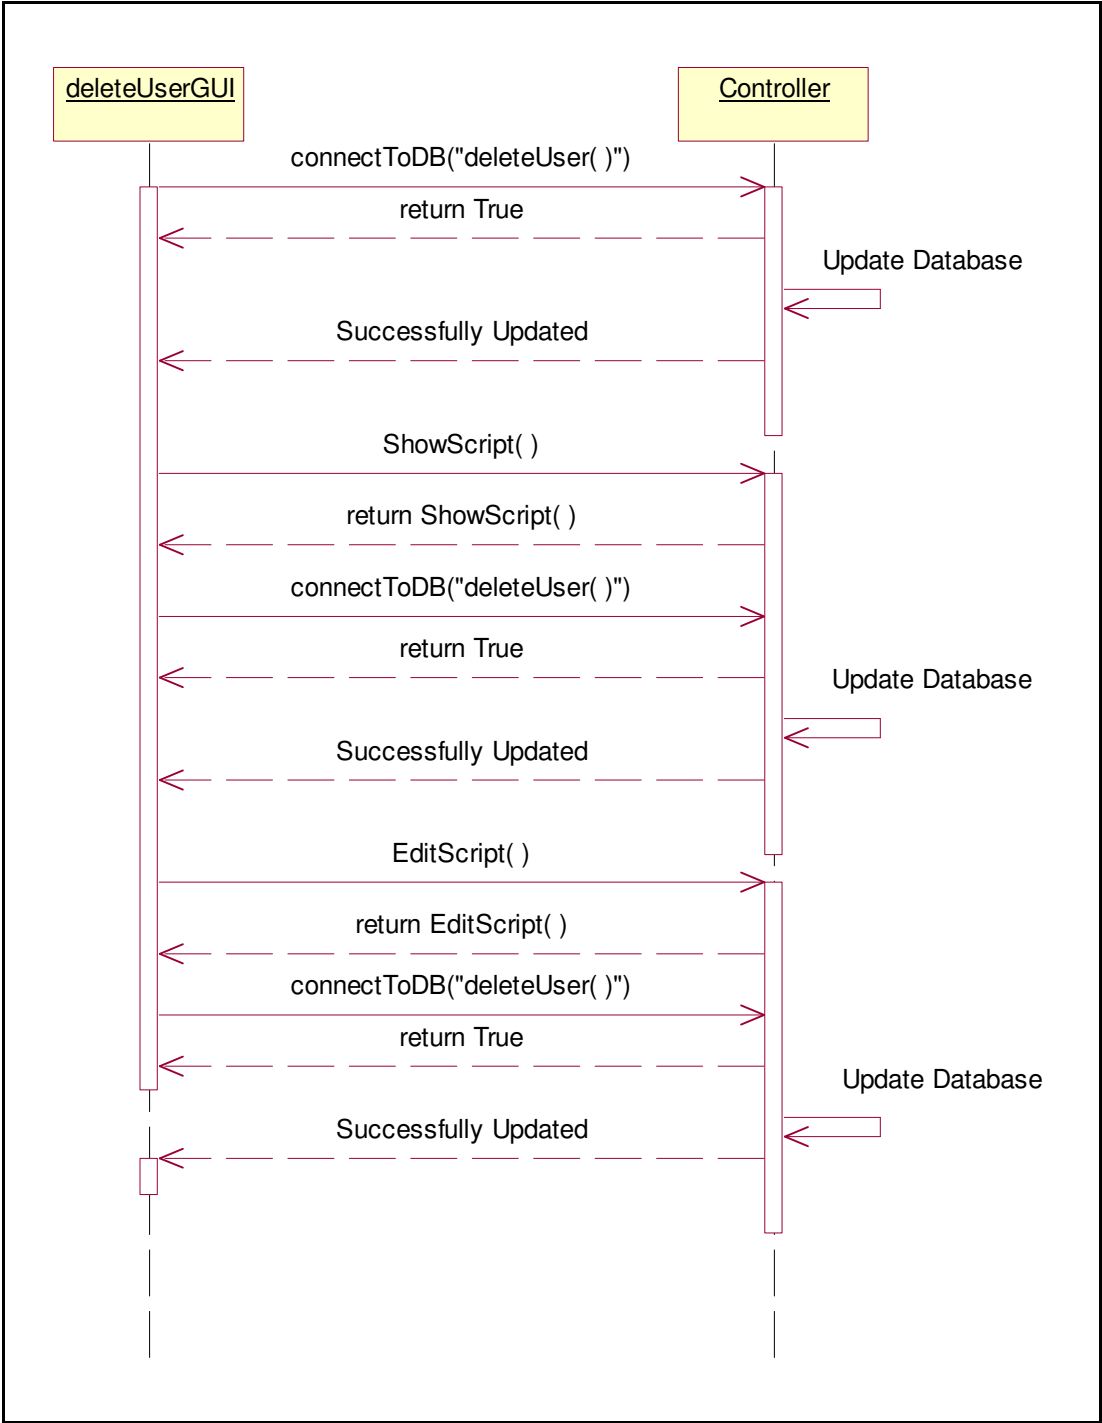 deleteUserGUI
Controller
connectToDB("deleteUser( )")
return True
Update Database
Successfully Updated
ShowScript( )
return ShowScript( )
connectToDB("deleteUser( )")
return True
Update Database
Successfully Updated
EditScript( )
return EditScript( )
connectToDB("deleteUser( )")
return True
Update Database
Successfully Updated